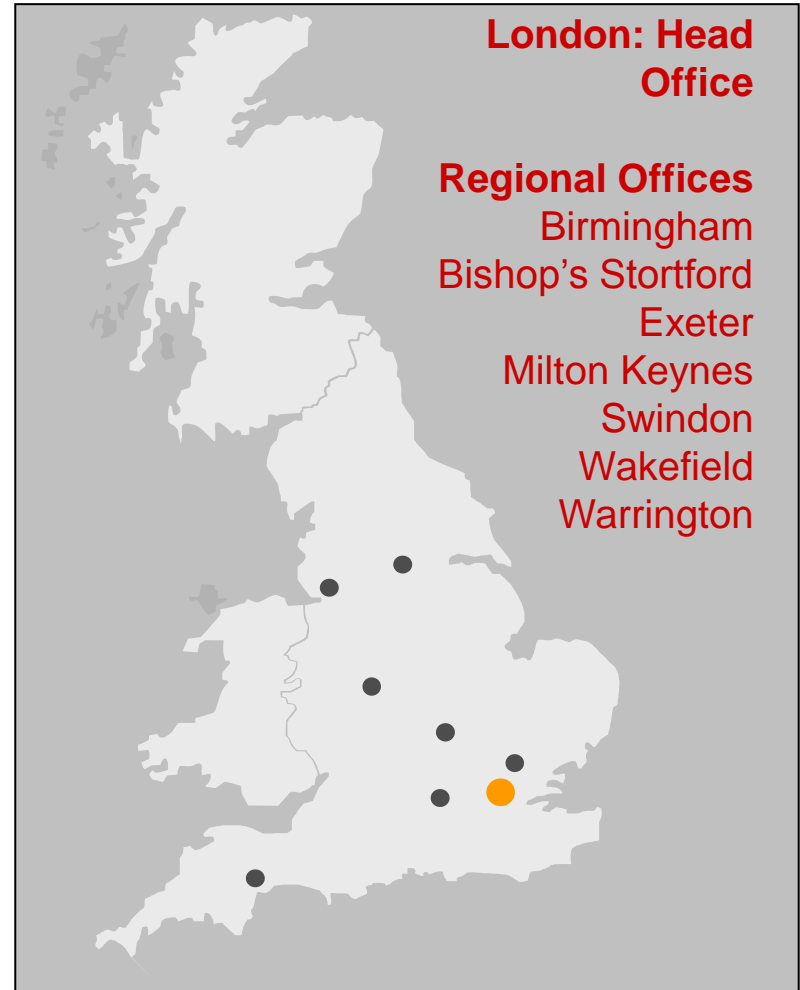 London: Head
Office
Regional Offices
Birmingham
Bishop’s Stortford
Exeter
Milton Keynes
Swindon
Wakefield
Warrington